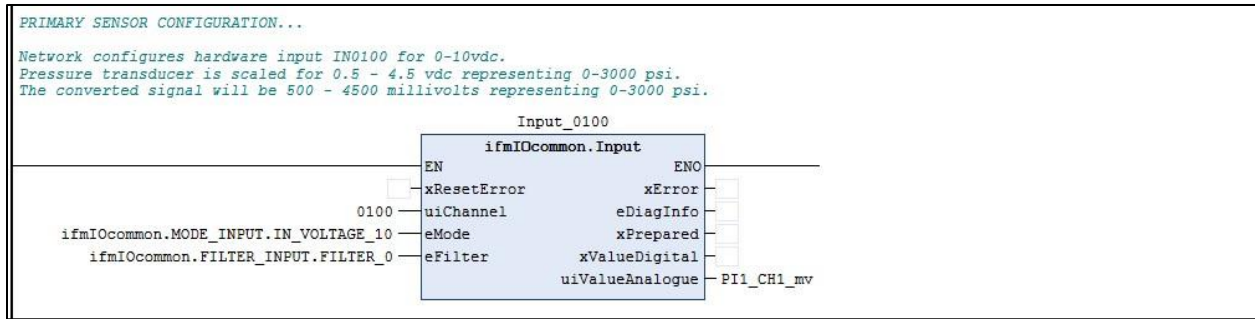 PRIMARY SENSOR CONFIGURATION...
Network configures hardware input IN0100 for 0-10vdc.
Pressure transducer is scaled for 0.5 - 4.5 vdc representing 0-3000 psi.
The converted signal will be 500 - 4500 millivolts representing 0-3000 psi.
Input_0100
ifmIOcommon.Input
EN ENO
xResetError xError
0100 uiChannel eDiagInfo
ifmIOcommon.MODE_INPUT.IN_VOLTAGE_10 eMode xPrepared
ifmIOcommon.FILTER_INPUT.FILTER_0 eFilter xValueDigital
uiValueAnalogue PI1_CH1_mv